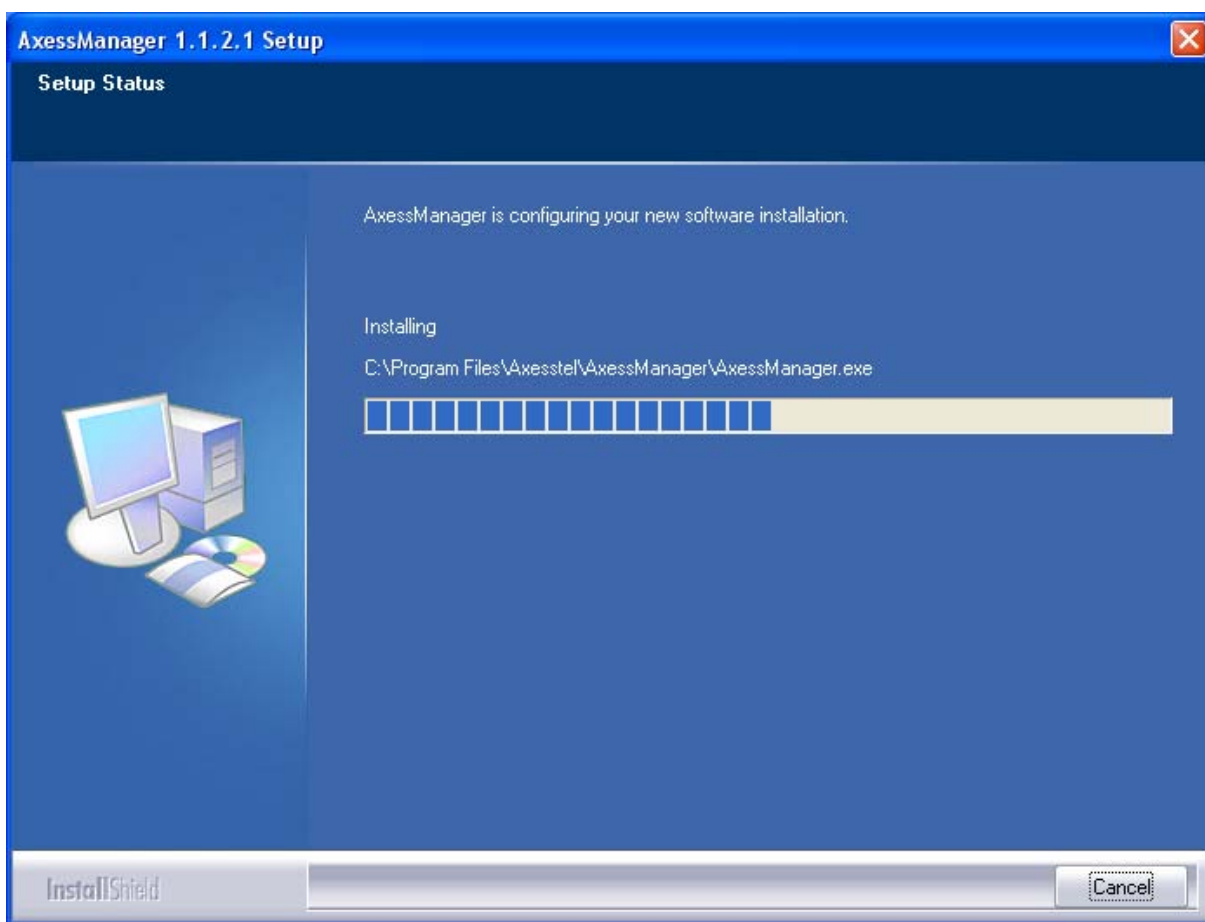 AxessManager 1.1.2.1 Setup
Setup Status
AxessManager is configuring your new software installation.
Installing
C:\Program Files\Axesstel\AxessManager\AxessManager.exe
InstallShield
Cancel